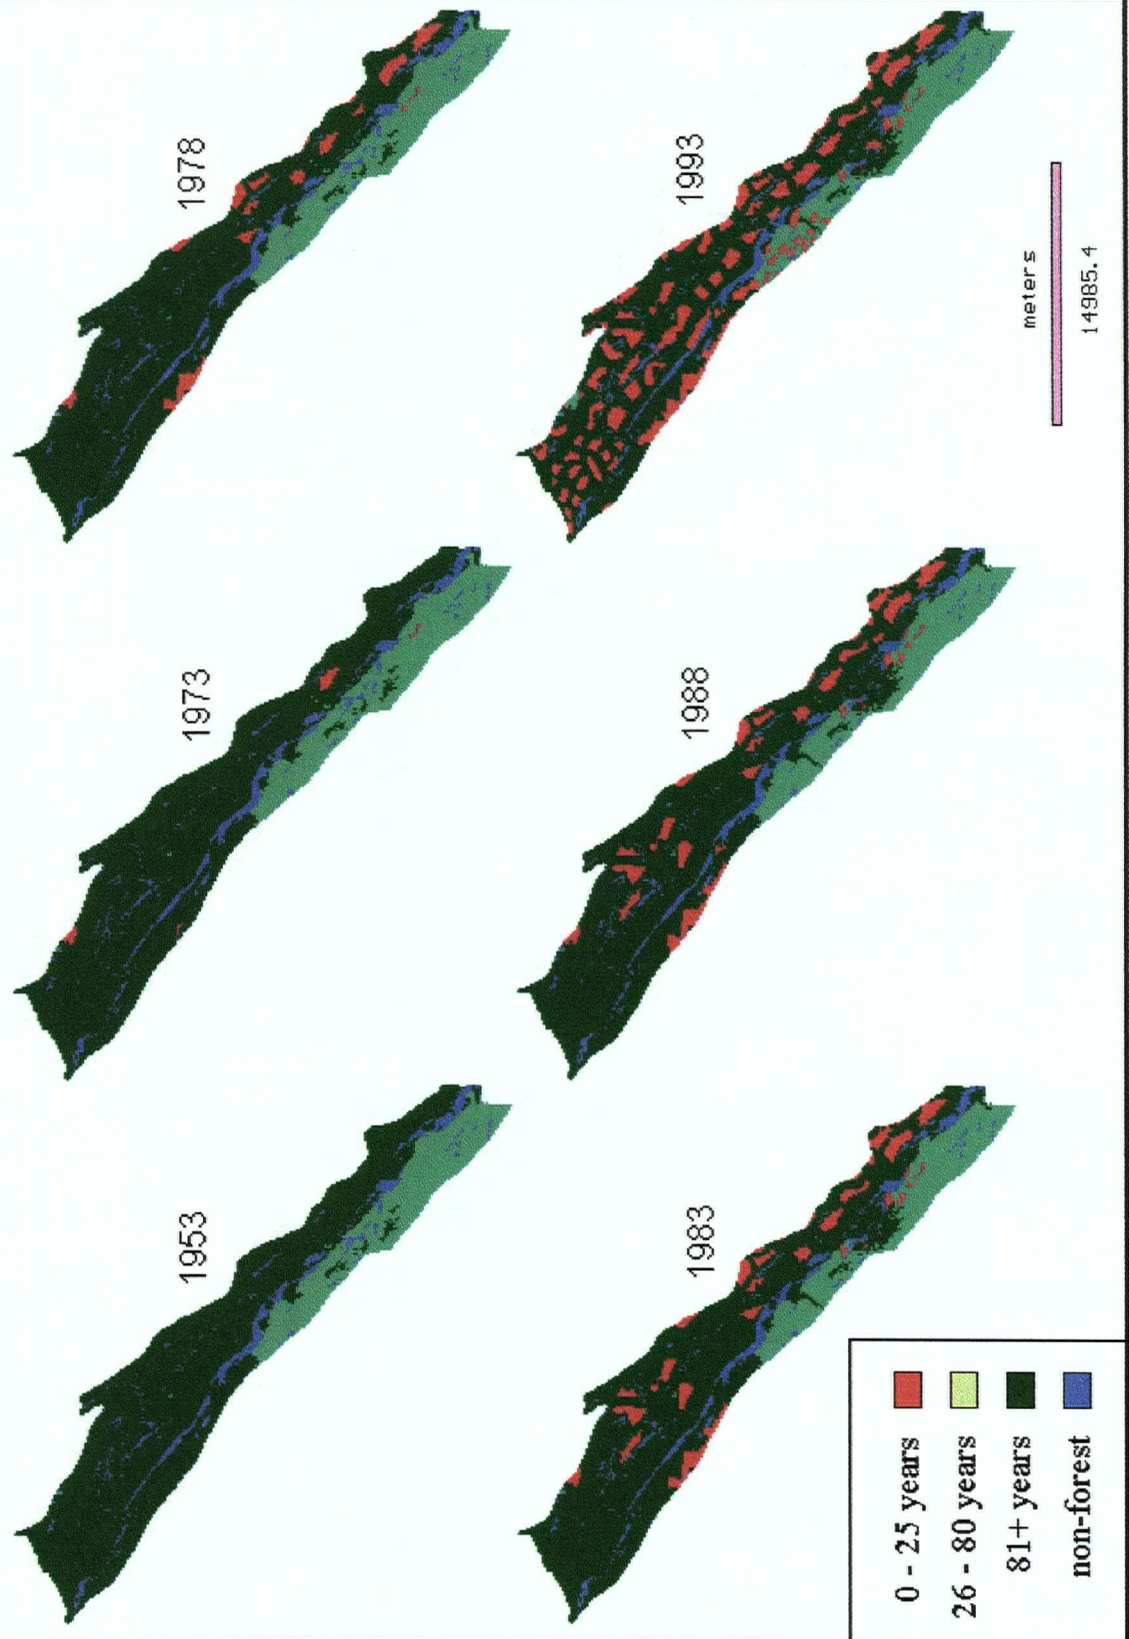 1953
1973
1978
1983
1988
1993
0 - 25 years
26 - 80 years
81+ years
non-forest
meters
14985.4